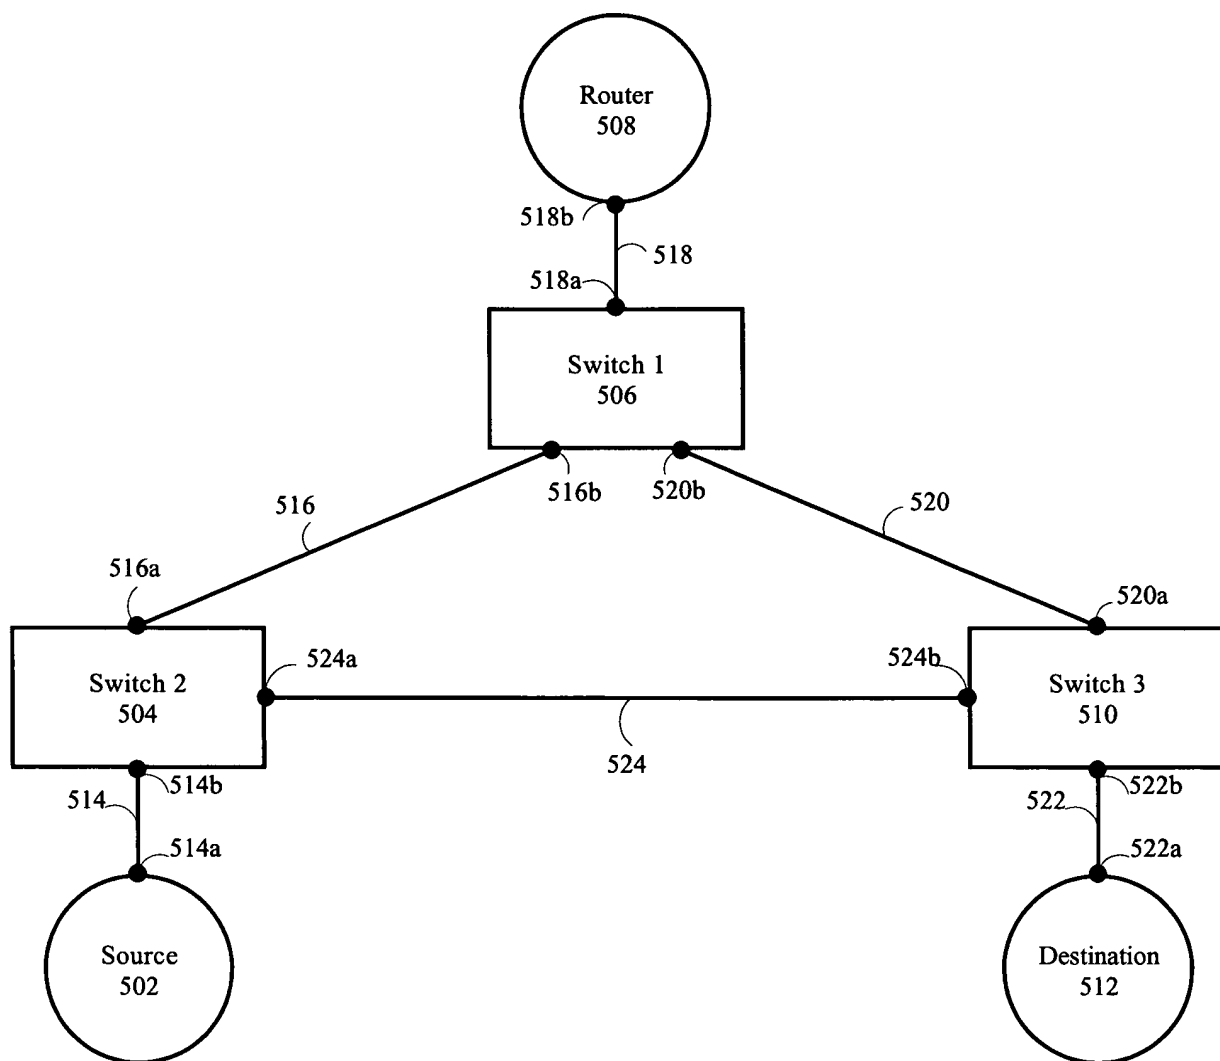 Router
508
518b
518
518a
Switch 1
506
516b
520b
516
520
516a
520a
Switch 2
504
524a
524b
Switch 3
510
524
514b
514
522b
522
514a
522a
Source
502
Destination
512